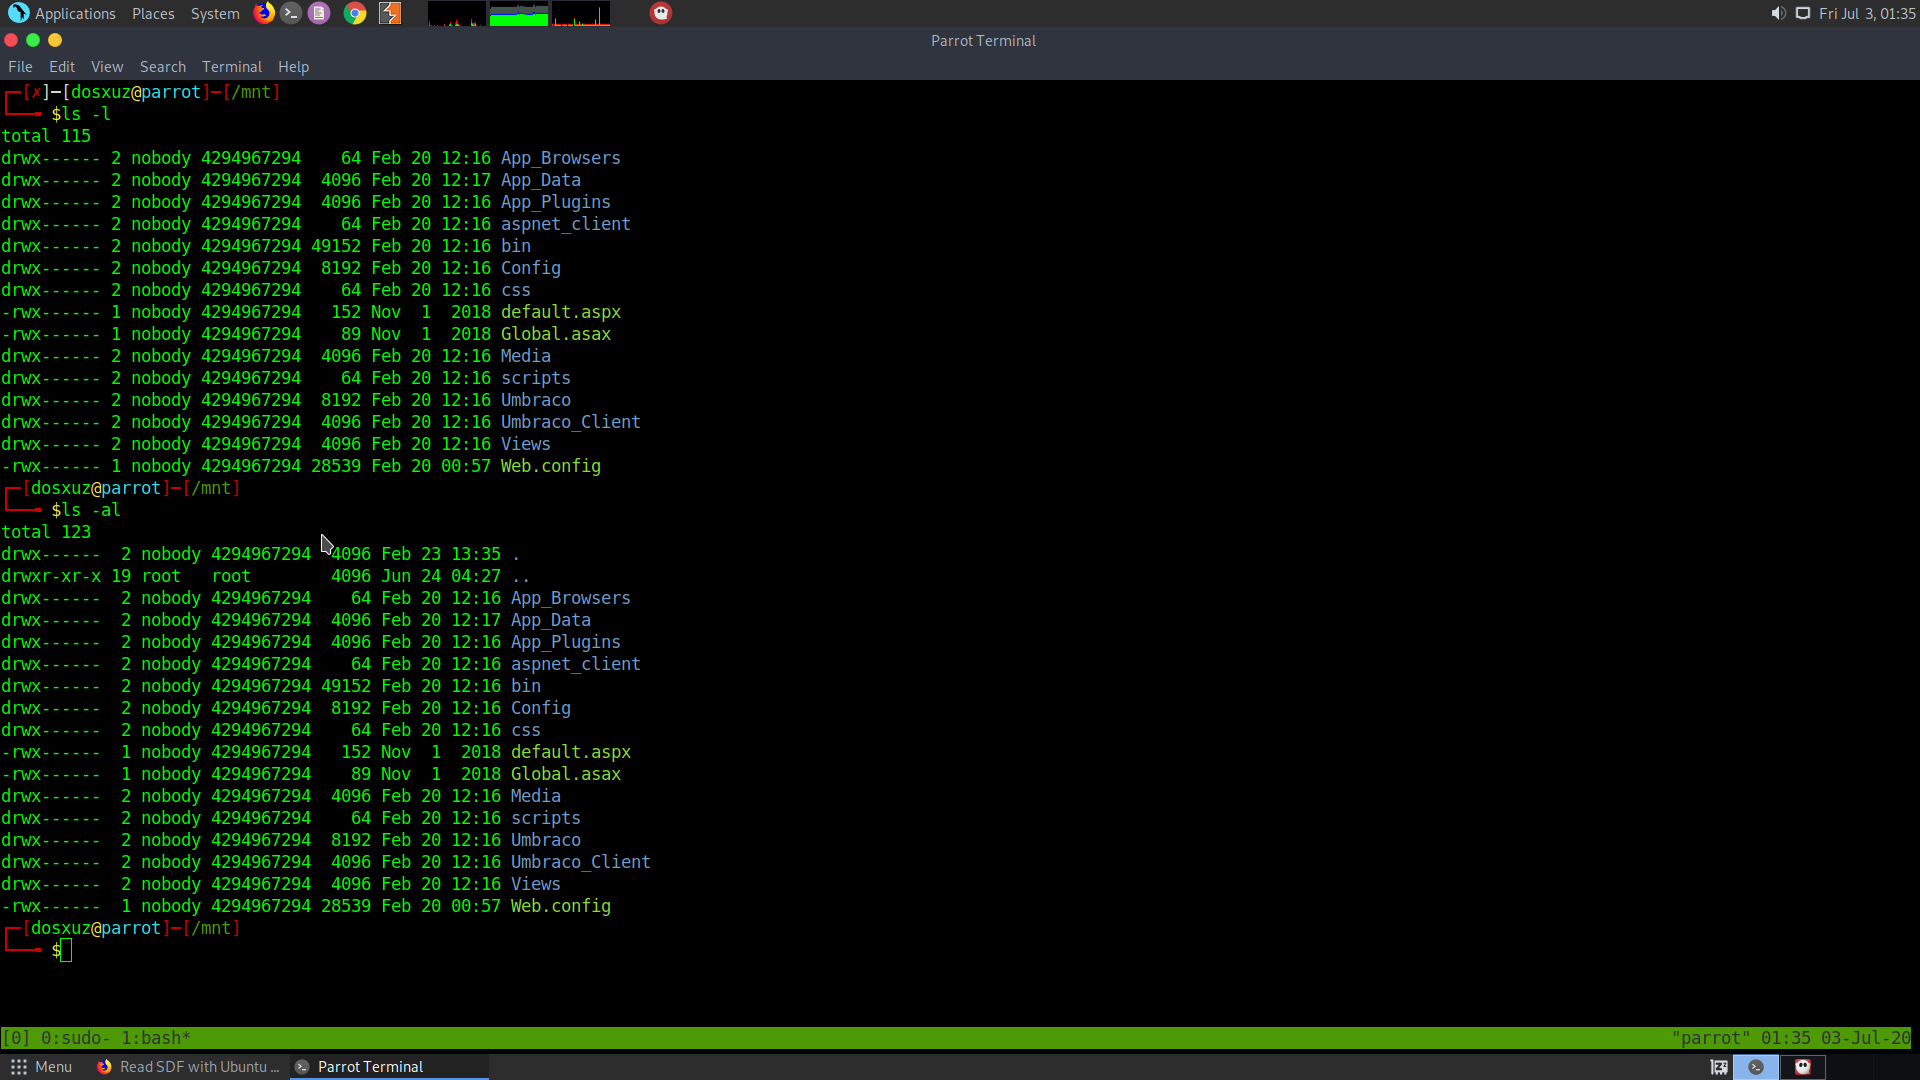 Applications Places System Fri Jul 3, 01:35
Parrot Terminal
File Edit View Search Terminal Help
┌─[✗]─[dosxuz@parrot]─[/mnt]
└──╼ $ls -l
total 115
drwx------ 2 nobody 4294967294    64 Feb 20 12:16 App_Browsers
drwx------ 2 nobody 4294967294  4096 Feb 20 12:17 App_Data
drwx------ 2 nobody 4294967294  4096 Feb 20 12:16 App_Plugins
drwx------ 2 nobody 4294967294    64 Feb 20 12:16 aspnet_client
drwx------ 2 nobody 4294967294 49152 Feb 20 12:16 bin
drwx------ 2 nobody 4294967294  8192 Feb 20 12:16 Config
drwx------ 2 nobody 4294967294    64 Feb 20 12:16 css
-rwx------ 1 nobody 4294967294   152 Nov  1  2018 default.aspx
-rwx------ 1 nobody 4294967294    89 Nov  1  2018 Global.asax
drwx------ 2 nobody 4294967294  4096 Feb 20 12:16 Media
drwx------ 2 nobody 4294967294    64 Feb 20 12:16 scripts
drwx------ 2 nobody 4294967294  8192 Feb 20 12:16 Umbraco
drwx------ 2 nobody 4294967294  4096 Feb 20 12:16 Umbraco_Client
drwx------ 2 nobody 4294967294  4096 Feb 20 12:16 Views
-rwx------ 1 nobody 4294967294 28539 Feb 20 00:57 Web.config
┌─[dosxuz@parrot]─[/mnt]
└──╼ $ls -al
total 123
drwx------  2 nobody 4294967294  4096 Feb 23 13:35 .
drwxr-xr-x 19 root   root        4096 Jun 24 04:27 ..
drwx------  2 nobody 4294967294    64 Feb 20 12:16 App_Browsers
drwx------  2 nobody 4294967294  4096 Feb 20 12:17 App_Data
drwx------  2 nobody 4294967294  4096 Feb 20 12:16 App_Plugins
drwx------  2 nobody 4294967294    64 Feb 20 12:16 aspnet_client
drwx------  2 nobody 4294967294 49152 Feb 20 12:16 bin
drwx------  2 nobody 4294967294  8192 Feb 20 12:16 Config
drwx------  2 nobody 4294967294    64 Feb 20 12:16 css
-rwx------  1 nobody 4294967294   152 Nov  1  2018 default.aspx
-rwx------  1 nobody 4294967294    89 Nov  1  2018 Global.asax
drwx------  2 nobody 4294967294  4096 Feb 20 12:16 Media
drwx------  2 nobody 4294967294    64 Feb 20 12:16 scripts
drwx------  2 nobody 4294967294  8192 Feb 20 12:16 Umbraco
drwx------  2 nobody 4294967294  4096 Feb 20 12:16 Umbraco_Client
drwx------  2 nobody 4294967294  4096 Feb 20 12:16 Views
-rwx------  1 nobody 4294967294 28539 Feb 20 00:57 Web.config
┌─[dosxuz@parrot]─[/mnt]
└──╼ $
[0] 0:sudo- 1:bash* "parrot" 01:35 03-Jul-20
Menu Read SDF with Ubuntu ... Parrot Terminal